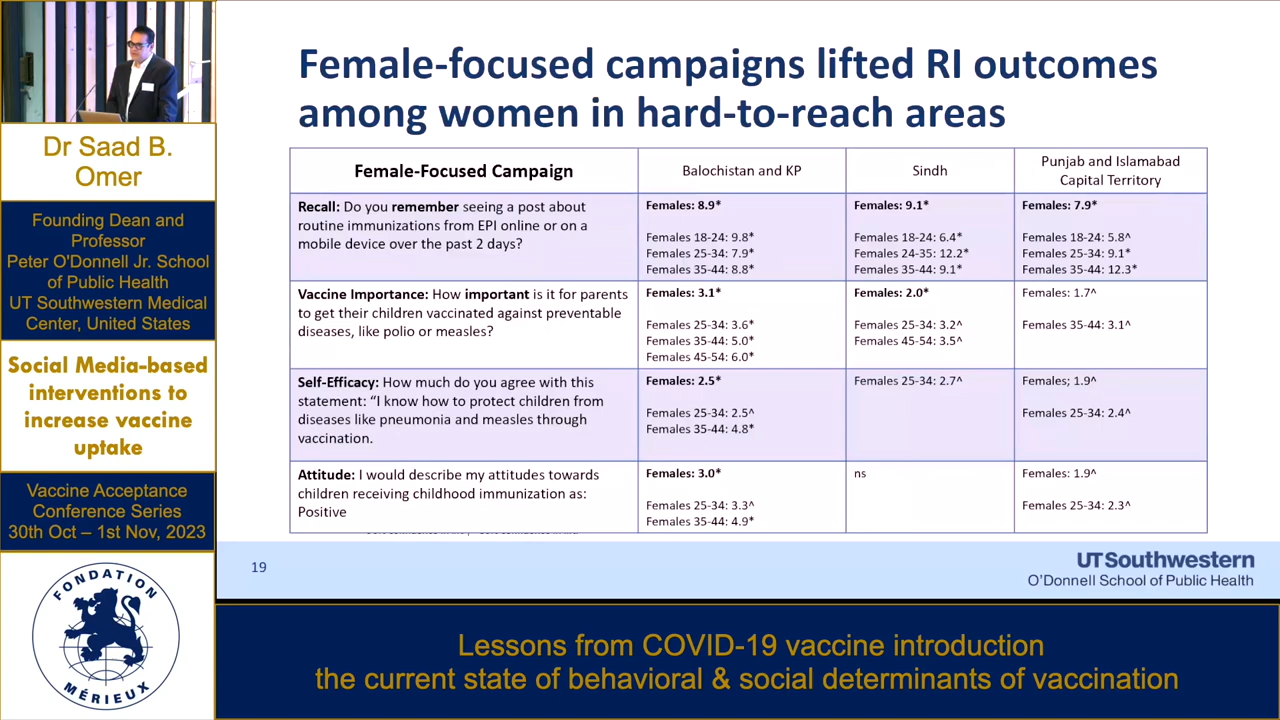 Dr Saad B.
Omer
Founding Dean and
Professor
Peter O'Donnell Jr. School
of Public Health
UT Southwestern Medical
Center, United States
Social Media-based
interventions to
increase vaccine
uptake
Vaccine Acceptance
Conference Series
30th Oct – 1st Nov, 2023
FONDATION
MÉRIEUX
Female-focused campaigns lifted RI outcomes
among women in hard-to-reach areas
Female-Focused Campaign
Balochistan and KP
Sindh
Punjab and Islamabad
Capital Territory
Recall: Do you remember seeing a post about
routine immunizations from EPI online or on a
mobile device over the past 2 days?
Females: 8.9*
Females 18-24: 9.8*
Females 25-34: 7.9*
Females 35-44: 8.8*
Females: 9.1*
Females 18-24: 6.4*
Females 24-35: 12.2*
Females 35-44: 9.1*
Females: 7.9*
Females 18-24: 5.8^
Females 25-34: 9.1*
Females 35-44: 12.3*
Vaccine Importance: How important is it for parents
to get their children vaccinated against preventable
diseases, like polio or measles?
Females: 3.1*
Females 25-34: 3.6*
Females 35-44: 5.0*
Females 45-54: 6.0*
Females: 2.0*
Females 25-34: 3.2^
Females 45-54: 3.5^
Females: 1.7^
Females 35-44: 3.1^
Self-Efficacy: How much do you agree with this
statement: “I know how to protect children from
diseases like pneumonia and measles through
vaccination.
Females: 2.5*
Females 25-34: 2.5^
Females 35-44: 4.8*
Females 25-34: 2.7^
Females; 1.9^
Females 25-34: 2.4^
Attitude: I would describe my attitudes towards
children receiving childhood immunization as:
Positive
Females: 3.0*
Females 25-34: 3.3^
Females 35-44: 4.9*
ns
Females: 1.9^
Females 25-34: 2.3^
19
UTSouthwestern
O'Donnell School of Public Health
Lessons from COVID-19 vaccine introduction
the current state of behavioral & social determinants of vaccination